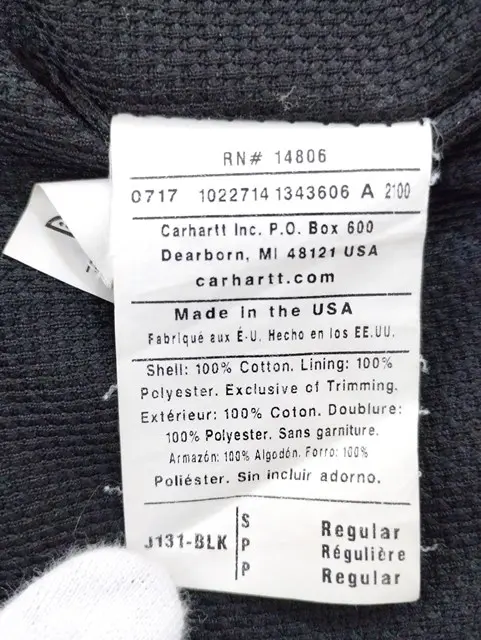 RN# 14806
0717 1022714 1343606 A 2100
Carhartt Inc. P.O. Box 600
Dearborn, MI 48121 USA
carhartt.com
Made in the USA
Fabriqué aux É-U. Hecho en los EE.UU.
Shell: 100% Cotton. Lining: 100%
Polyester. Exclusive of Trimming.
Extérieur: 100% Coton. Doublure:
100% Polyester. Sans garniture.
Armazón: 100% Algodón. Forro: 100%
Poliéster. Sin incluir adorno.
J131-BLK
S Regular
P Régulière
P Regular